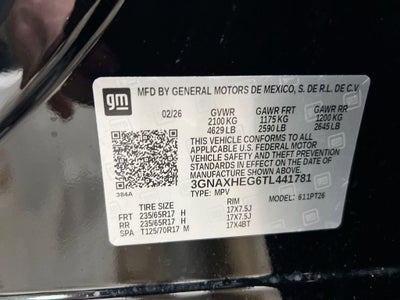 gm
MFD BY GENERAL MOTORS DE MEXICO, S. DE R.L. DE C.V.
02/26 GVWR GAWR FRT GAWR RR
2100 KG 1175 KG 1200 KG
4629 LB 2590 LB 2645 LB
THIS VEHICLE CONFORMS TO ALL
APPLICABLE U.S. FEDERAL MOTOR
VEHICLE SAFETY STANDARDS
IN EFFECT ON THE DATE OF
MANUFACTURE SHOWN ABOVE.
384A 3GNAXHEG6TL441781
TYPE: MPV MODEL: 611PT26
TIRE SIZE RIM
FRT 235/65R17 H 17X7.5J
RR 235/65R17 H 17X7.5J
SPA T125/70R17 M 17X4BT